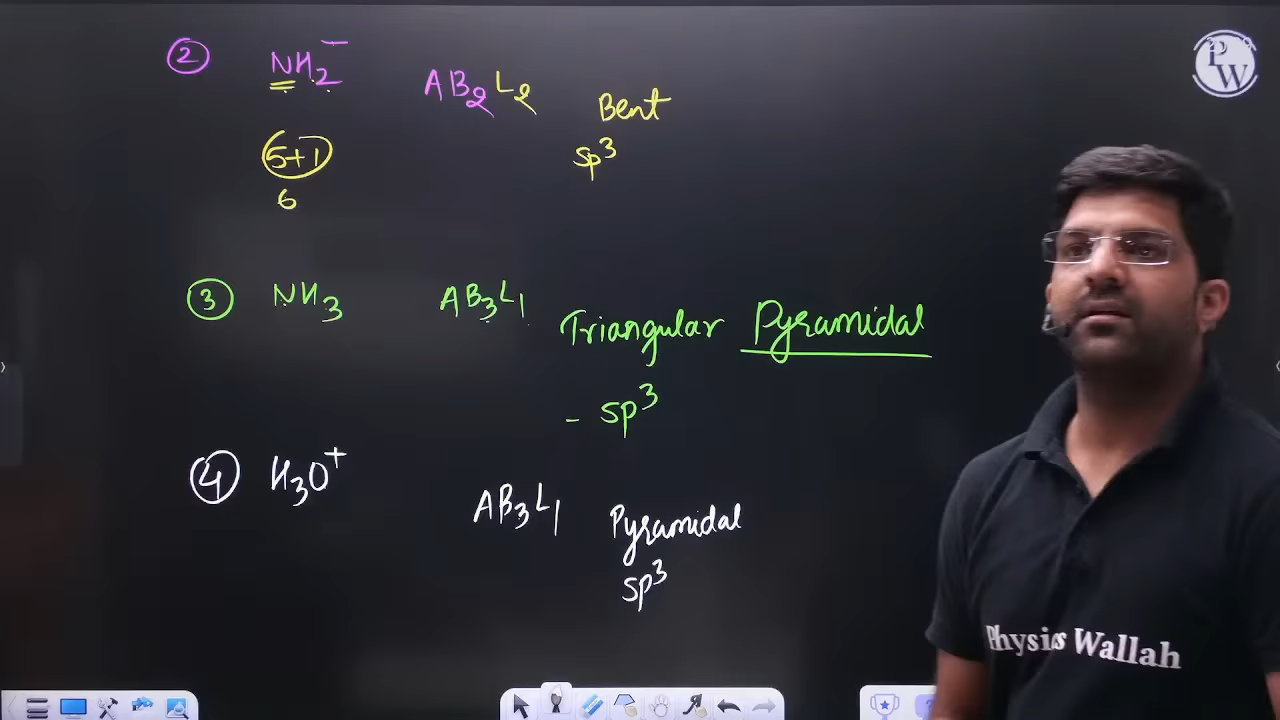 ② NH₂⁻ AB₂L₂ Bent
sp³
5+1
6
③ NH₃ AB₃L₁ Triangular Pyramidal
- sp³
④ H₃O⁺ AB₃L₁ Pyramidal
sp³
PW
Physics Wallah